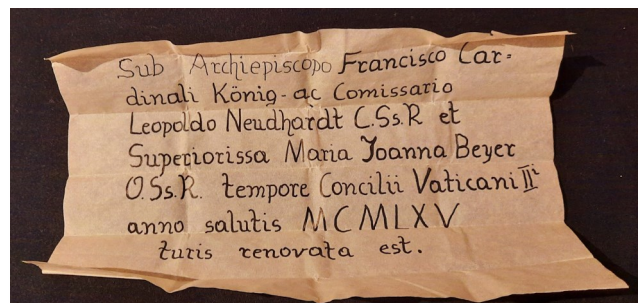 Sub Archiepiscopo Francisco Car=
dinali König - ac Comissario
Leopoldo Neudhardt C.Ss.R et
Superiorissa Maria Joanna Beyer
O.Ss.R. tempore Concilii Vaticani IIⁱ
anno salutis MCMLXV
turis renovata est.